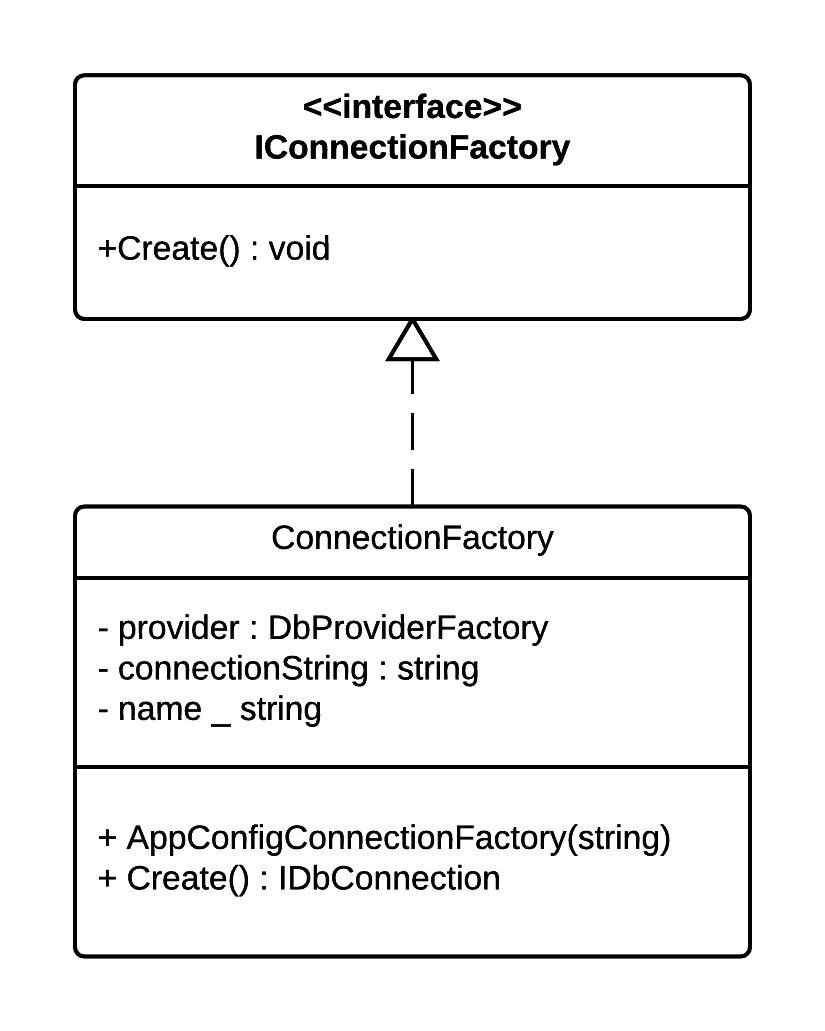 <<interface>>
IConnectionFactory
+Create() : void
ConnectionFactory
- provider : DbProviderFactory
- connectionString : string
- name _ string
+ AppConfigConnectionFactory(string)
+ Create() : IDbConnection